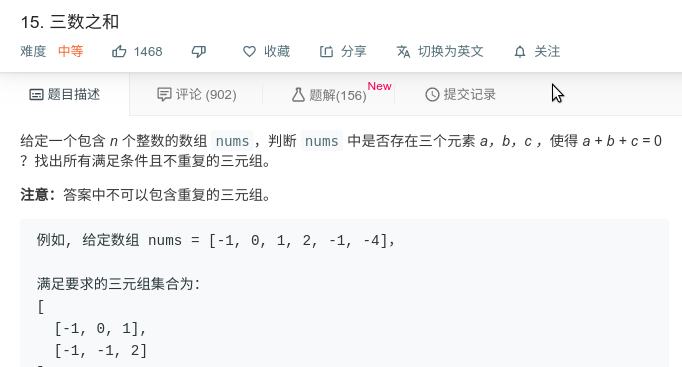 15. 三数之和
难度 中等 1468 收藏 分享 切换为英文 关注
题目描述 评论 (902) 题解(156) New 提交记录
给定一个包含 n 个整数的数组 nums ，判断 nums 中是否存在三个元素 a，b，c ，使得 a + b + c = 0
？找出所有满足条件且不重复的三元组。
注意：答案中不可以包含重复的三元组。
例如, 给定数组 nums = [-1, 0, 1, 2, -1, -4]，
满足要求的三元组集合为：
[
[-1, 0, 1],
[-1, -1, 2]